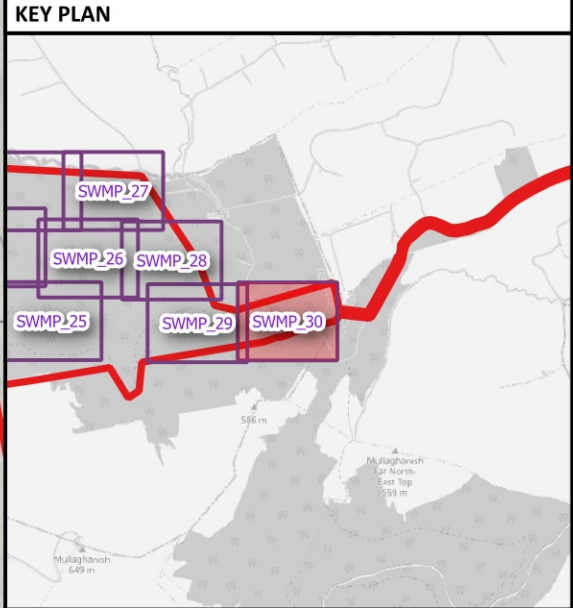 KEY PLAN
SWMP_27
SWMP_26
SWMP_28
SWMP_25
SWMP_29
SWMP_30
586 m
Mullaghanish
Far North-
East Top
559 m
Mullaghanish
649 m